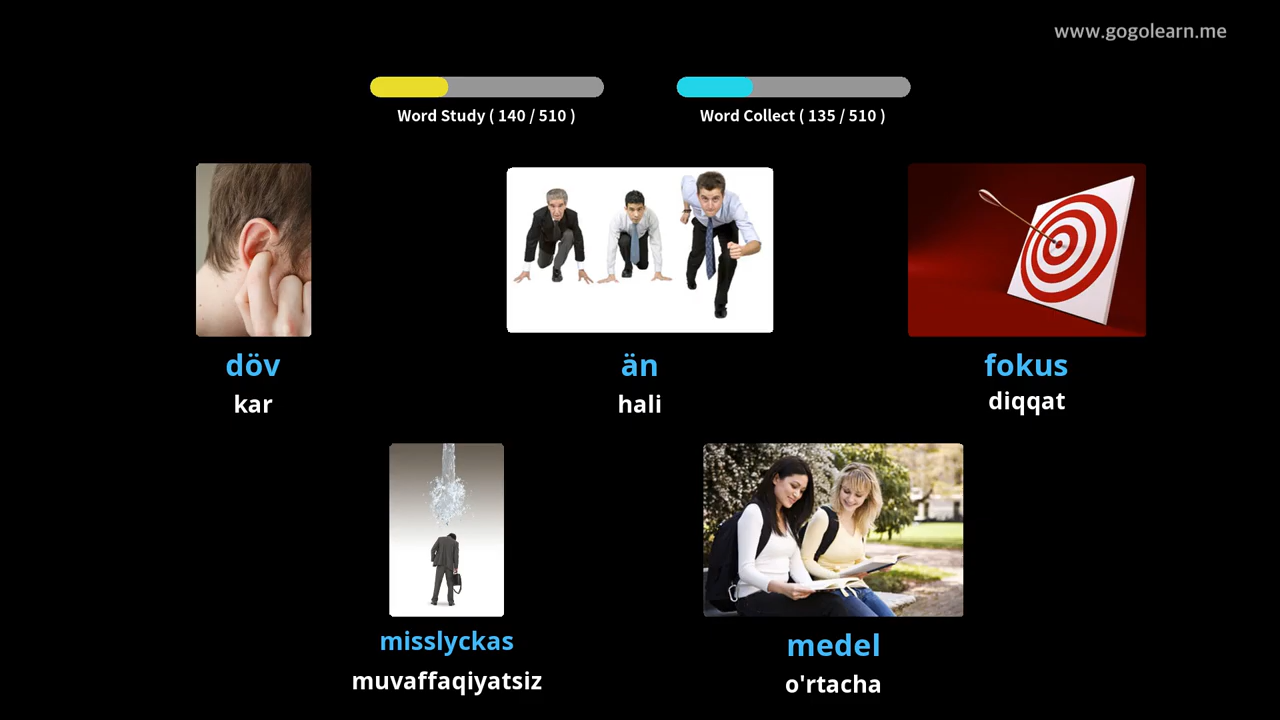 www.gogolearn.me
Word Study ( 140 / 510 )
Word Collect ( 135 / 510 )
döv
kar
än
hali
fokus
diqqat
misslyckas
muvaffaqiyatsiz
medel
o'rtacha